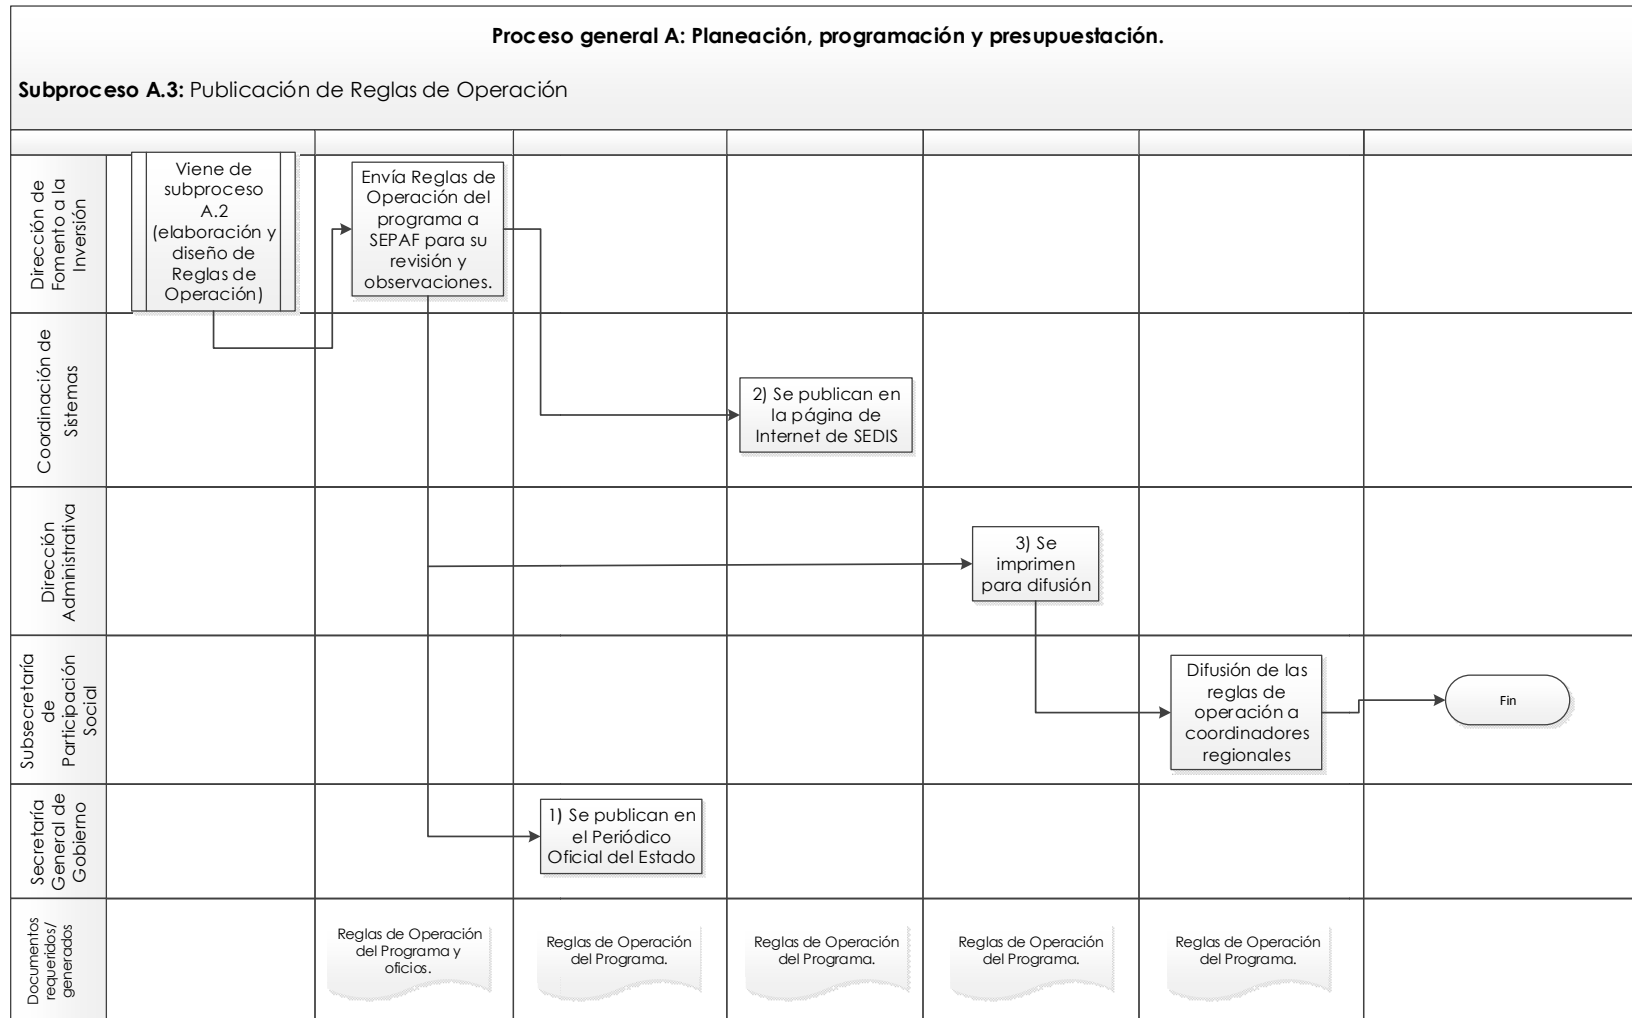 Proceso general A: Planeación, programación y presupuestación.
Subproceso A.3: Publicación de Reglas de Operación
Dirección de
Fomento a la
Inversión
Viene de
subproceso
A.2
(elaboración y
diseño de
Reglas de
Operación)
Envía Reglas de
Operación del
programa a
SEPAF para su
revisión y
observaciones.
Coordinación de
Sistemas
2) Se publican en
la página de
Internet de SEDIS
Dirección
Administrativa
3) Se
imprimen
para difusión
Subsecretaría
de
Participación
Social
Difusión de las
reglas de
operación a
coordinadores
regionales
Fin
Secretaría
General de
Gobierno
1) Se publican en
el Periódico
Oficial del Estado
Documentos
requeridos/
generados
Reglas de Operación
del Programa y
oficios.
Reglas de Operación
del Programa.
Reglas de Operación
del Programa.
Reglas de Operación
del Programa.
Reglas de Operación
del Programa.